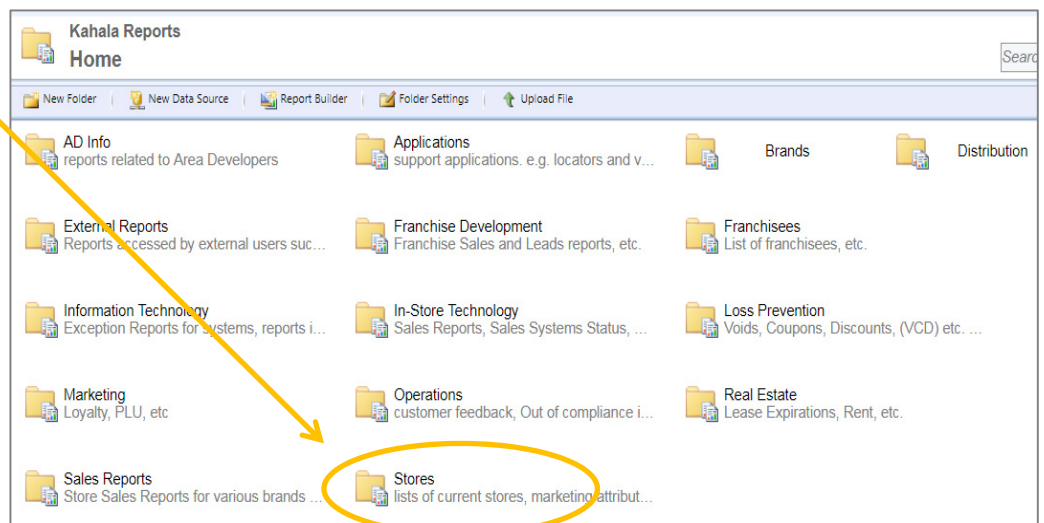 Kahala Reports
Home
Searc
New Folder New Data Source Report Builder Folder Settings Upload File
AD Info
reports related to Area Developers
Applications
support applications. e.g. locators and v...
Brands
Distribution
External Reports
Reports accessed by external users suc...
Franchise Development
Franchise Sales and Leads reports, etc.
Franchisees
List of franchisees, etc.
Information Technology
Exception Reports for systems, reports i...
In-Store Technology
Sales Reports, Sales Systems Status, ...
Loss Prevention
Voids, Coupons, Discounts, (VCD) etc. ...
Marketing
Loyalty, PLU, etc
Operations
customer feedback, Out of compliance i...
Real Estate
Lease Expirations, Rent, etc.
Sales Reports
Store Sales Reports for various brands ...
Stores
lists of current stores, marketing attribut...